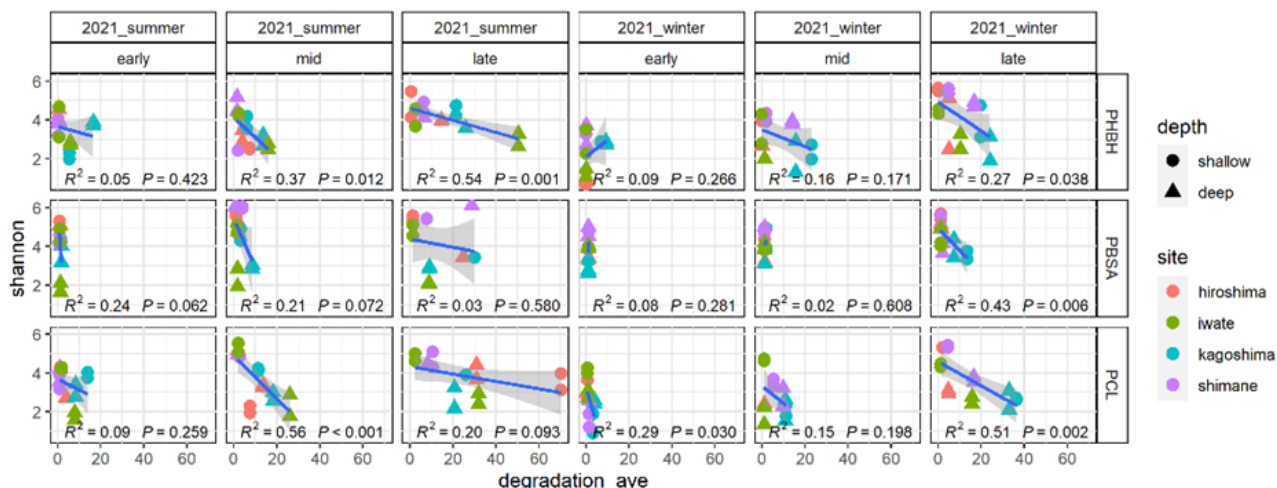 2021_summer 2021_summer 2021_summer 2021_winter 2021_winter 2021_winter
early mid late early mid late
6
4
2
R² = 0.05 P = 0.423 R² = 0.37 P = 0.012 R² = 0.54 P = 0.001 R² = 0.09 P = 0.266 R² = 0.16 P = 0.171 R² = 0.27 P = 0.038
PHBH
6
4
2
R² = 0.24 P = 0.062 R² = 0.21 P = 0.072 R² = 0.03 P = 0.580 R² = 0.08 P = 0.281 R² = 0.02 P = 0.608 R² = 0.43 P = 0.006
PBSA
6
4
2
R² = 0.09 P = 0.259 R² = 0.56 P < 0.001 R² = 0.20 P = 0.093 R² = 0.29 P = 0.030 R² = 0.15 P = 0.198 R² = 0.51 P = 0.002
PCL
0 20 40 60 0 20 40 60 0 20 40 60 0 20 40 60 0 20 40 60 0 20 40 60
shannon
degradation_ave
depth
shallow
deep
site
hiroshima
iwate
kagoshima
shimane